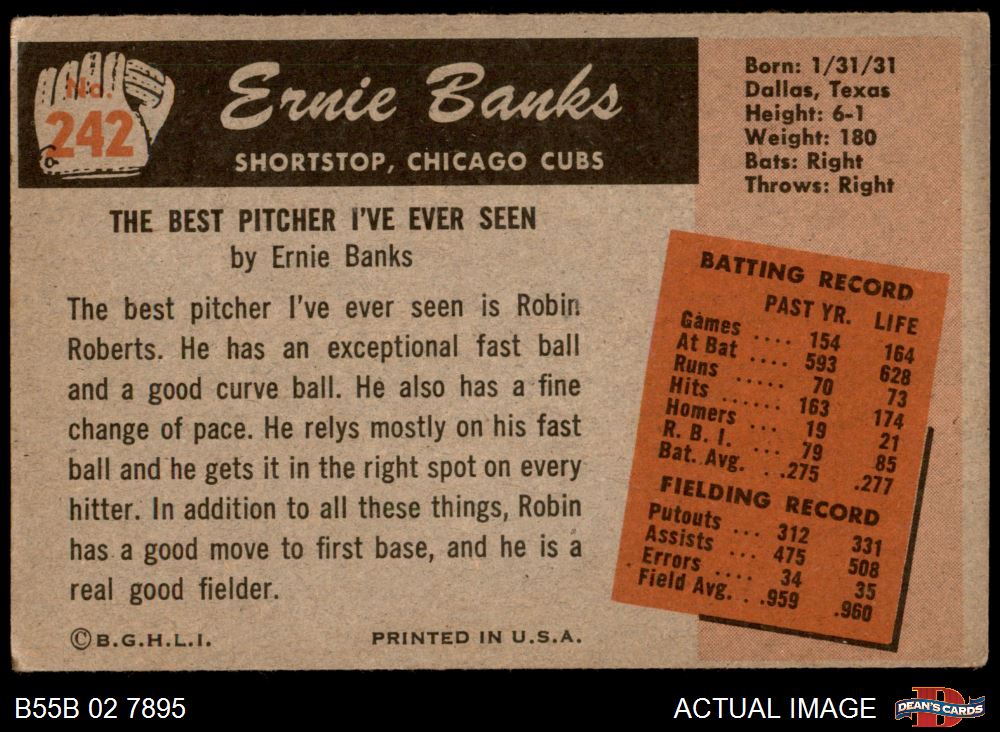 No.
242
Ernie Banks
SHORTSTOP, CHICAGO CUBS
Born: 1/31/31
Dallas, Texas
Height: 6-1
Weight: 180
Bats: Right
Throws: Right
THE BEST PITCHER I'VE EVER SEEN
by Ernie Banks
The best pitcher I've ever seen is Robin
Roberts. He has an exceptional fast ball
and a good curve ball. He also has a fine
change of pace. He relys mostly on his fast
ball and he gets it in the right spot on every
hitter. In addition to all these things, Robin
has a good move to first base, and he is a
real good fielder.
©B.G.H.L.I. PRINTED IN U.S.A.
BATTING RECORD
PAST YR. LIFE
Games .... 154 164
At Bat .... 593 628
Runs ..... 70 73
Hits ...... 163 174
Homers ... 19 21
R. B. I. ... 79 85
Bat. Avg. .275 .277
FIELDING RECORD
Putouts ... 312 331
Assists ... 475 508
Errors .... 34 35
Field Avg. . .959 .960
B55B 02 7895 ACTUAL IMAGE
D
DEAN'S CARDS